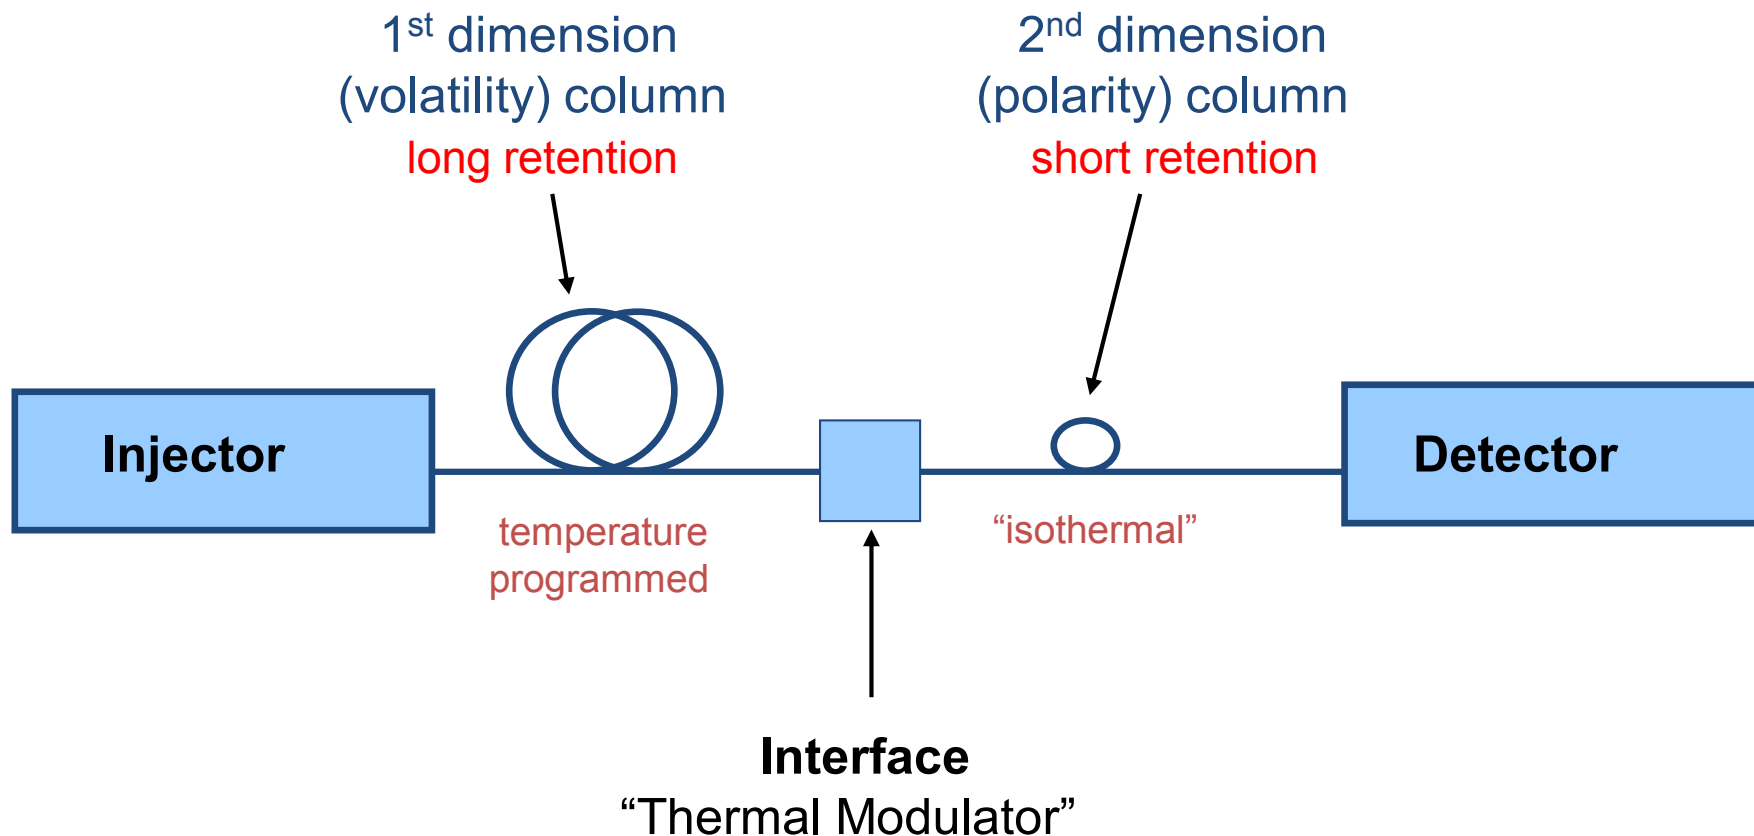 1st dimension
(volatility) column
long retention
2nd dimension
(polarity) column
short retention
Injector
Detector
temperature
programmed
“isothermal”
Interface
“Thermal Modulator”